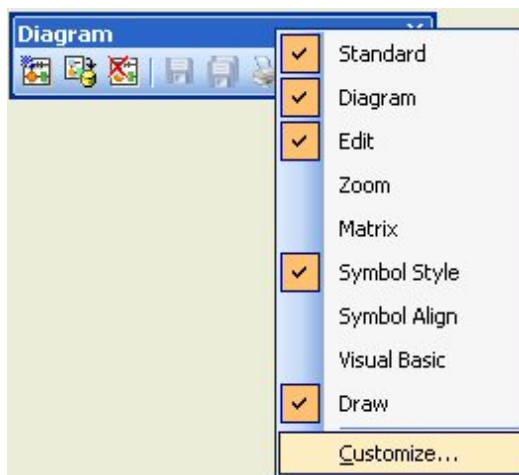 Diagram
Standard
Diagram
Edit
Zoom
Matrix
Symbol Style
Symbol Align
Visual Basic
Draw
Customize...